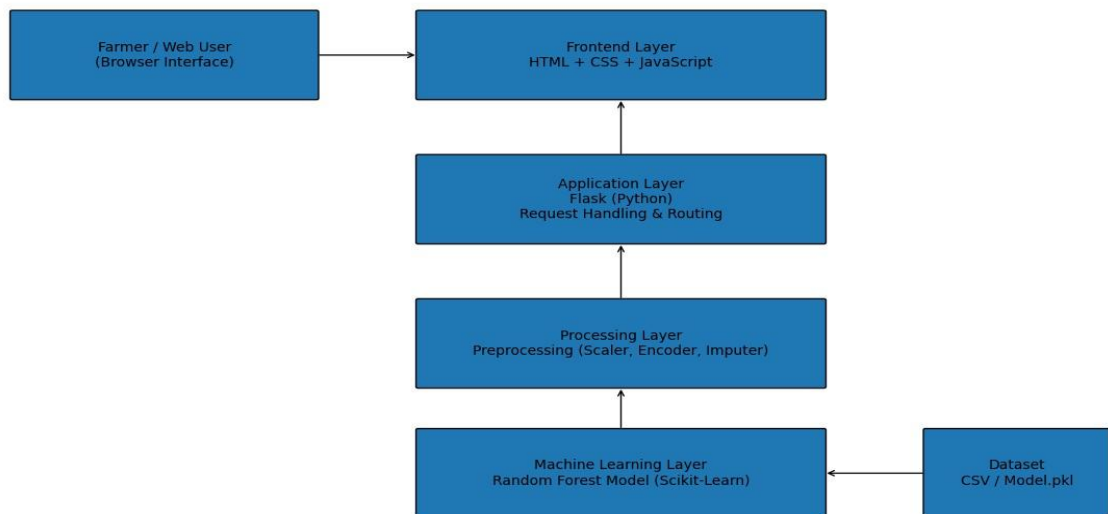 Farmer / Web User
(Browser Interface)
Frontend Layer
HTML + CSS + JavaScript
Application Layer
Flask (Python)
Request Handling & Routing
Processing Layer
Preprocessing (Scaler, Encoder, Imputer)
Machine Learning Layer
Random Forest Model (Scikit-Learn)
Dataset
CSV / Model.pkl